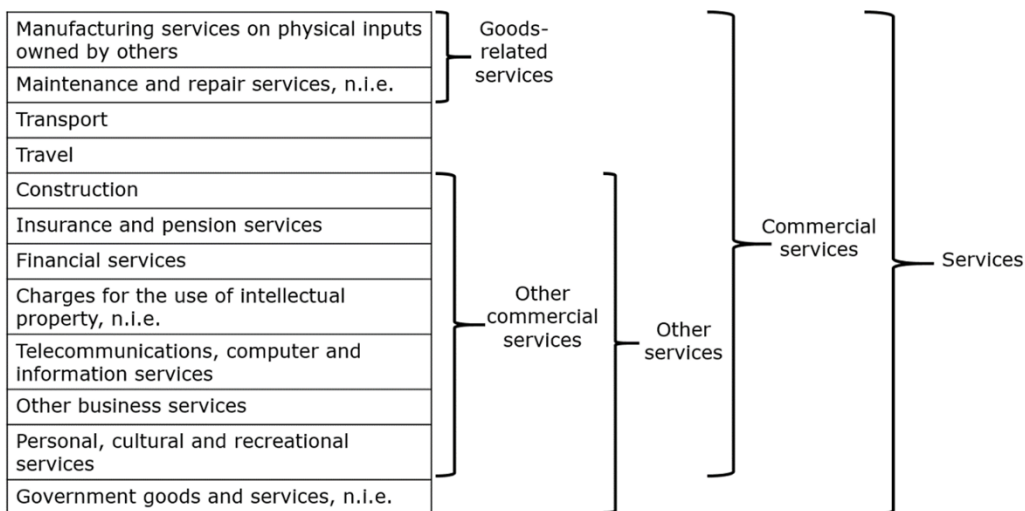 Manufacturing services on physical inputs
owned by others
Maintenance and repair services, n.i.e.
Transport
Travel
Construction
Insurance and pension services
Financial services
Charges for the use of intellectual
property, n.i.e.
Telecommunications, computer and
information services
Other business services
Personal, cultural and recreational
services
Government goods and services, n.i.e.
Goods-
related
services
Other
commercial
services
Other
services
Commercial
services
Services